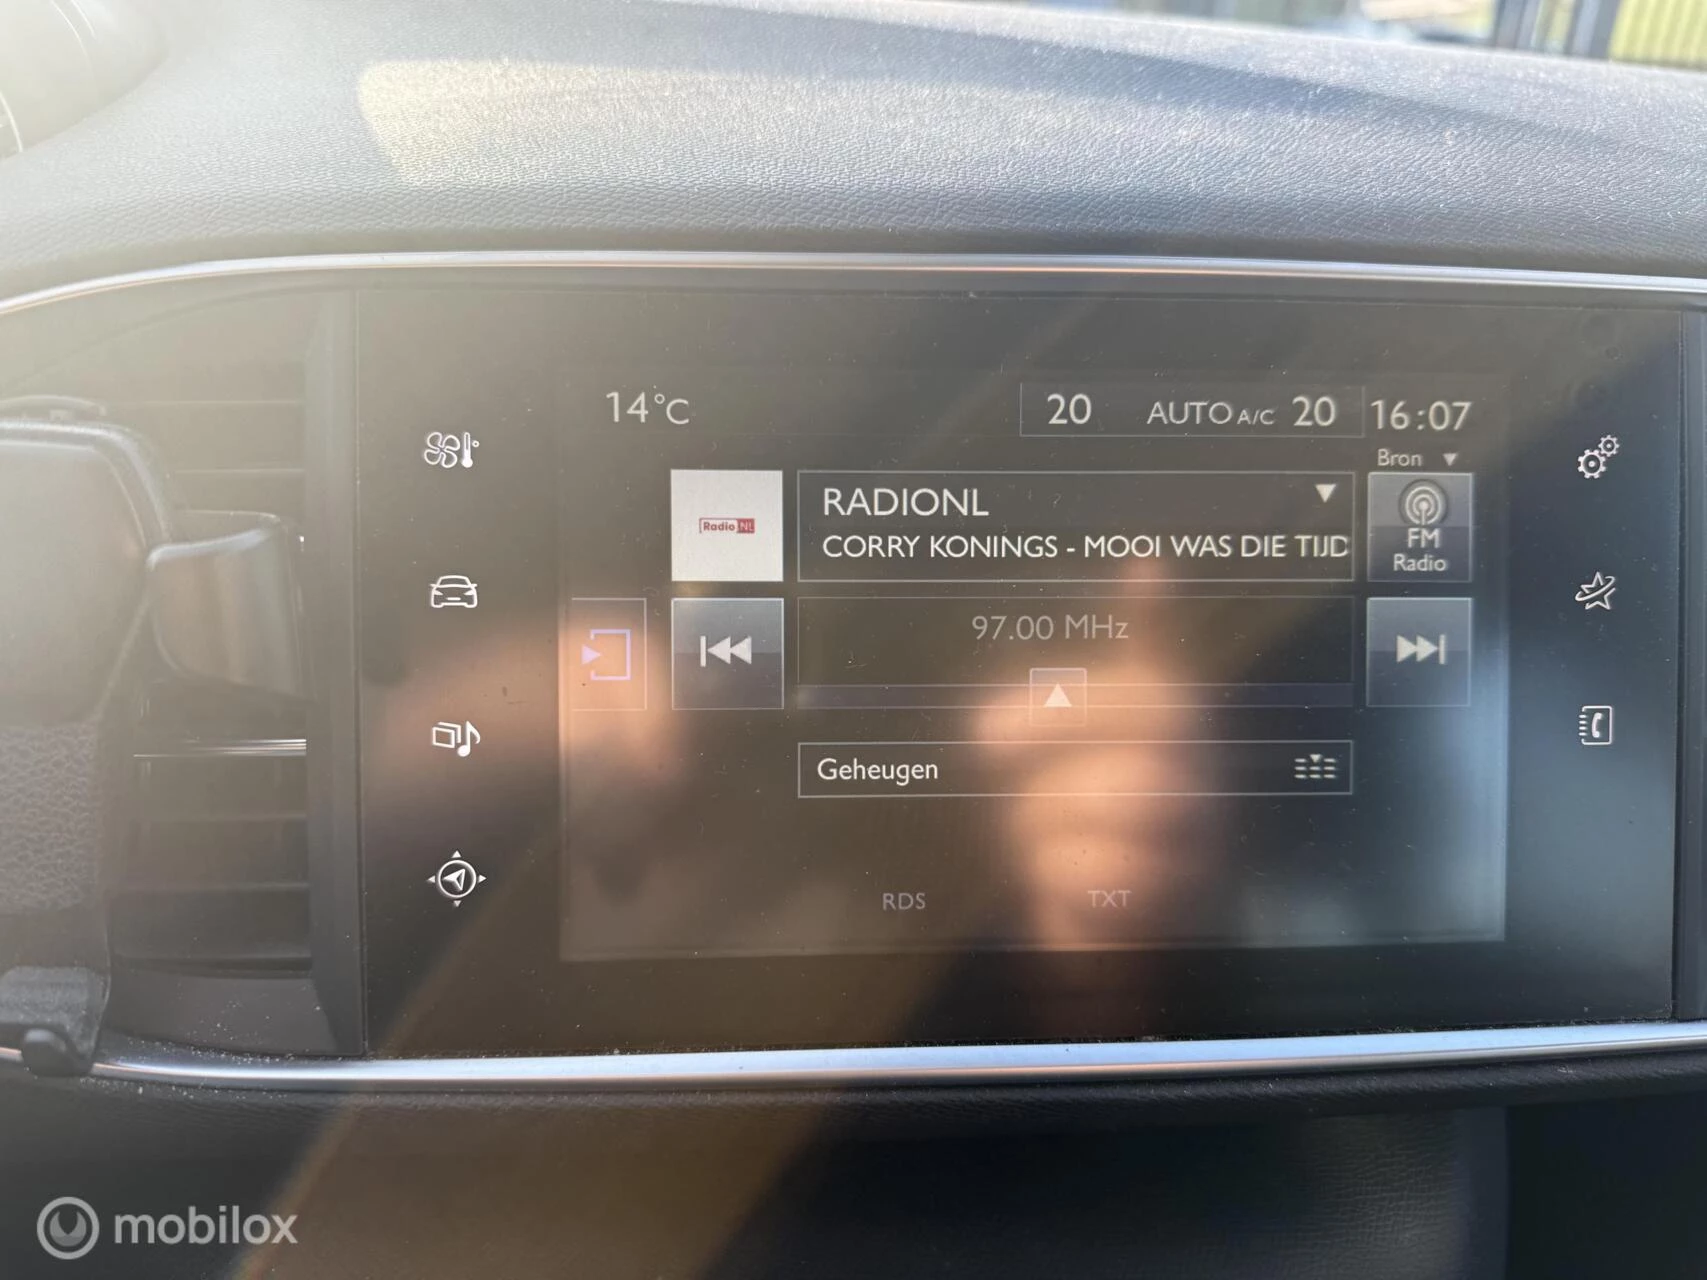 14°C
20 AUTO A/C 20
16:07
Bron
Radio NL
RADIONL
CORRY KONINGS - MOOI WAS DIE TIJD
FM
Radio
97.00 MHz
Geheugen
RDS
TXT
mobilox